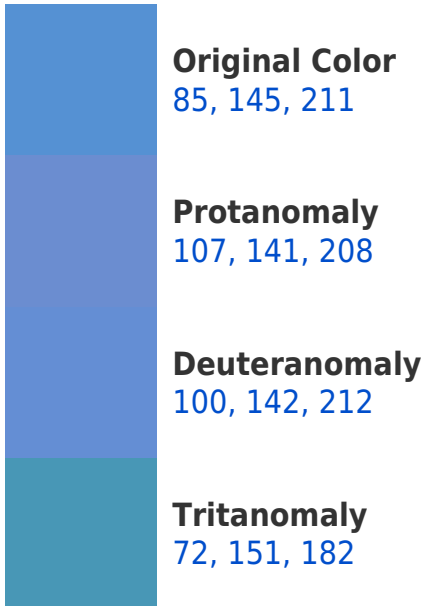 Original Color
85, 145, 211
Protanomaly
107, 141, 208
Deuteranomaly
100, 142, 212
Tritanomaly
72, 151, 182